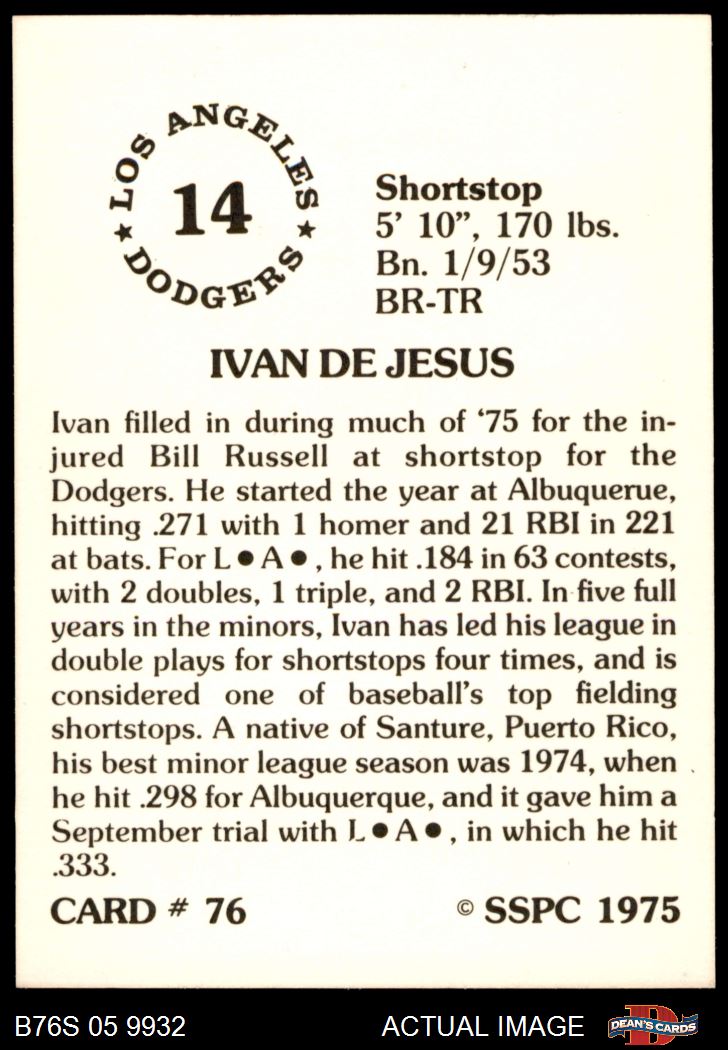 LOS ANGELES
14
★ DODGERS ★
Shortstop
5’ 10”, 170 lbs.
Bn. 1/9/53
BR-TR
IVAN DE JESUS
Ivan filled in during much of ‘75 for the in-
jured Bill Russell at shortstop for the
Dodgers. He started the year at Albuquerue,
hitting .271 with 1 homer and 21 RBI in 221
at bats. For L●A●, he hit .184 in 63 contests,
with 2 doubles, 1 triple, and 2 RBI. In five full
years in the minors, Ivan has led his league in
double plays for shortstops four times, and is
considered one of baseball’s top fielding
shortstops. A native of Santure, Puerto Rico,
his best minor league season was 1974, when
he hit .298 for Albuquerque, and it gave him a
September trial with L●A●, in which he hit
.333.
CARD # 76
© SSPC 1975
B76S 05 9932
ACTUAL IMAGE
D
DEAN'S CARDS